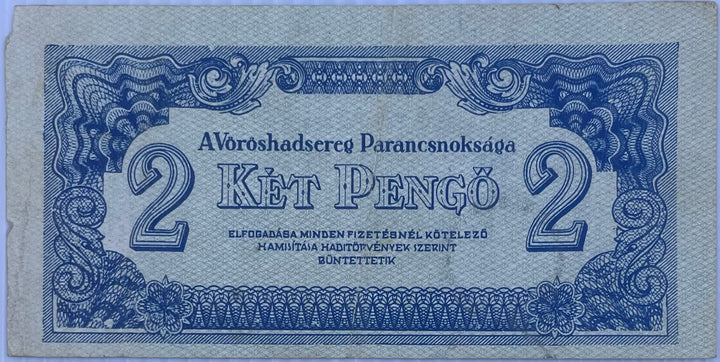 A Vöröshadsereg Parancsnoksága
2 KÉT PENGŐ 2
ELFOGADÁSA MINDEN FIZETÉSNÉL KÖTELEZŐ
HAMISÍTÁSA HADITÖRVÉNYEK SZERINT
BÜNTETTETIK